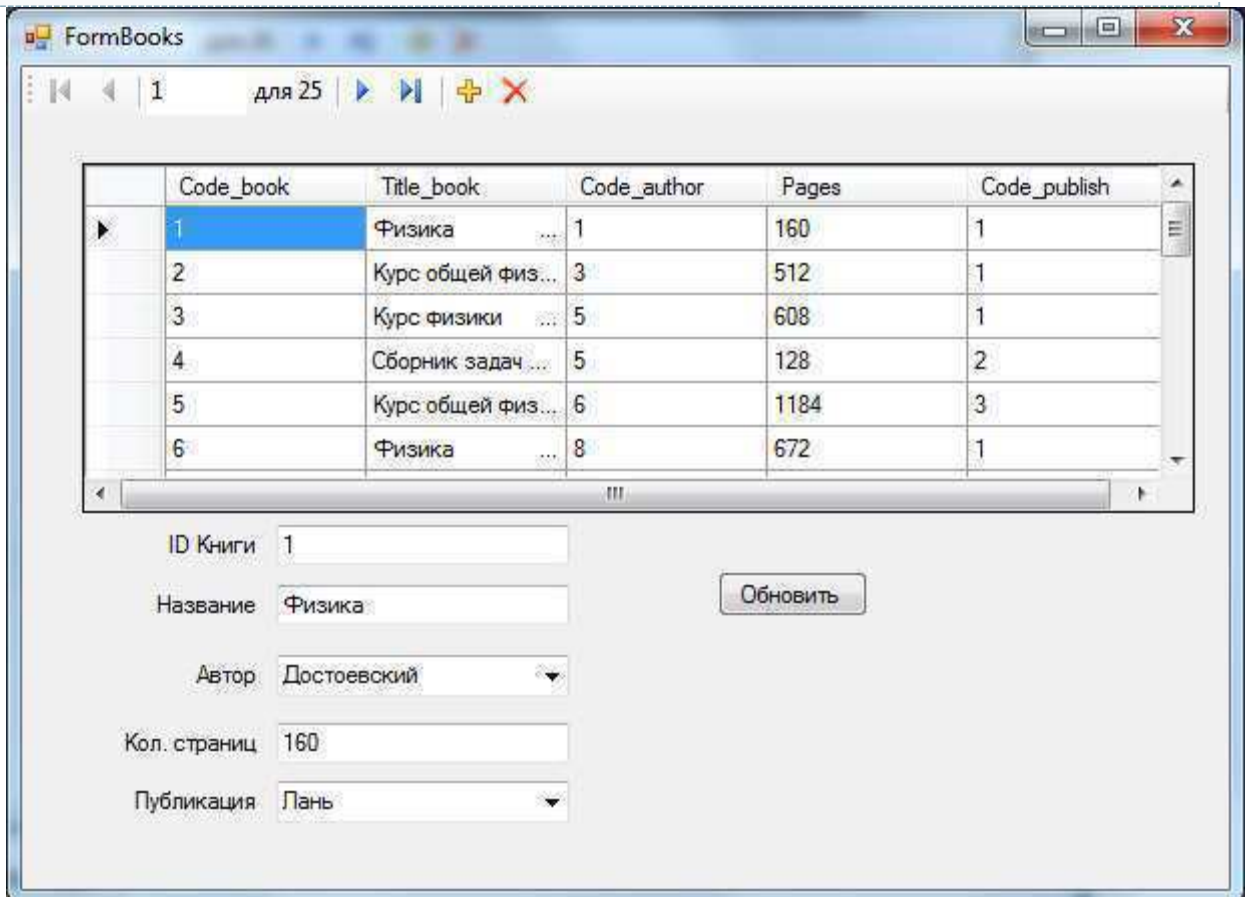 FormBooks
1 для 25
Code_book Title_book Code_author Pages Code_publish
1 Физика ... 1 160 1
2 Курс общей физ... 3 512 1
3 Курс физики ... 5 608 1
4 Сборник задач ... 5 128 2
5 Курс общей физ... 6 1184 3
6 Физика ... 8 672 1
ID Книги 1
Название Физика
Обновить
Автор Достоевский
Кол. страниц 160
Публикация Лань